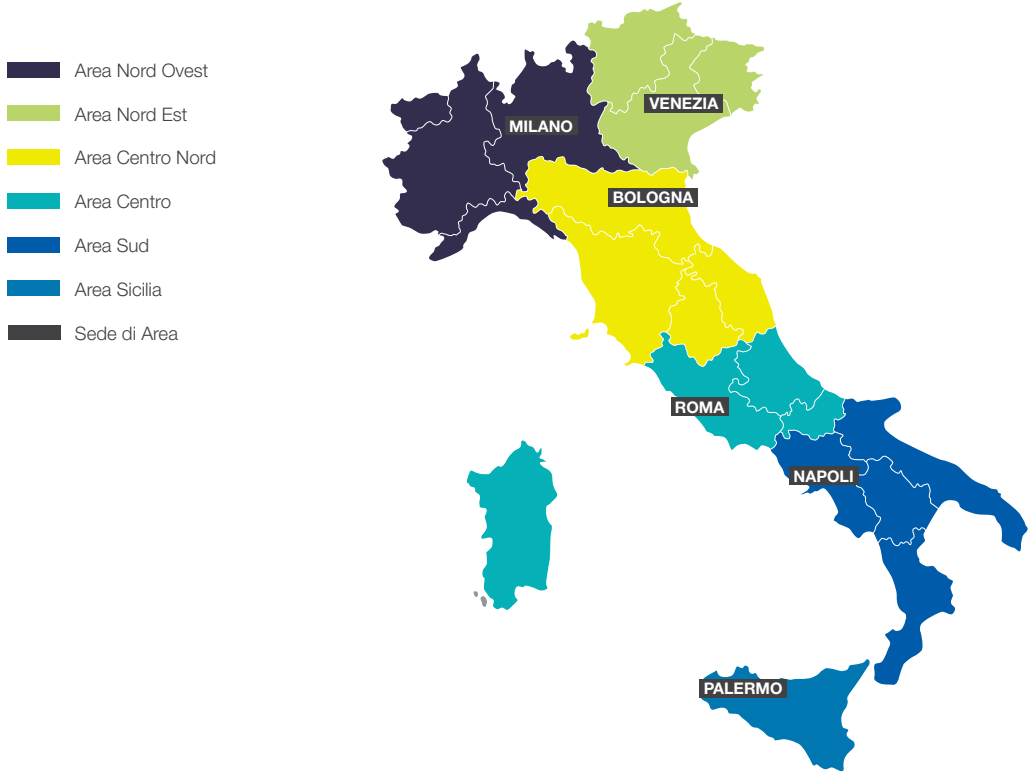 Area Nord Ovest
Area Nord Est
Area Centro Nord
Area Centro
Area Sud
Area Sicilia
Sede di Area
VENEZIA
MILANO
BOLOGNA
ROMA
NAPOLI
PALERMO